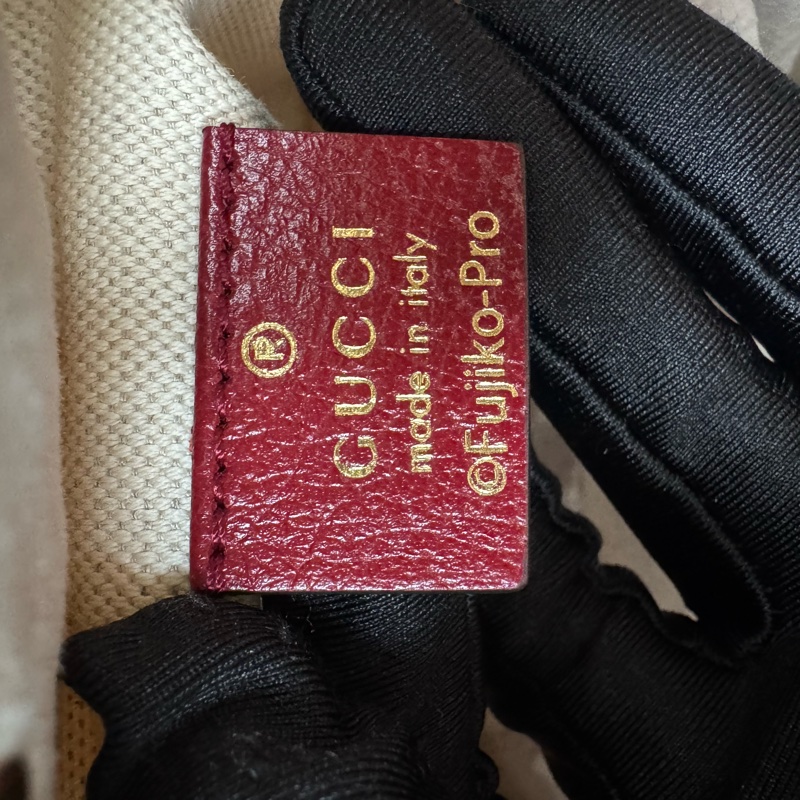 ®
GUCCI
made in italy
©Fujiko-Pro